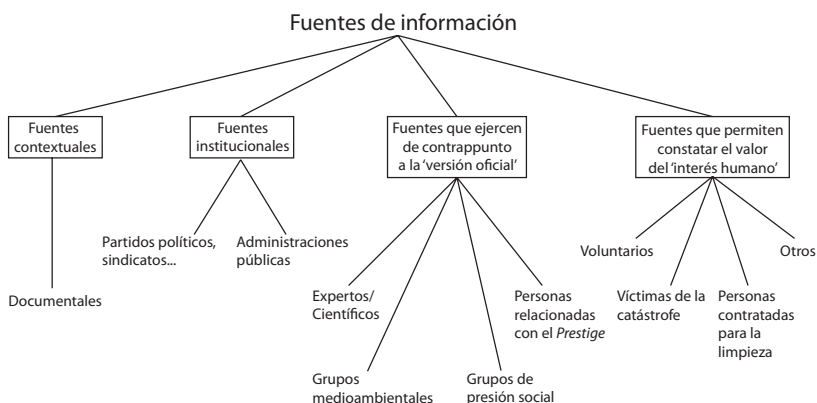 Fuentes de información
Fuentes
contextuales
Fuentes
institucionales
Fuentes que ejercen
de contrappunto
a la ‘versión oficial’
Fuentes que permiten
constatar el valor
del ‘interés humano’
Partidos políticos,
sindicatos...
Administraciones
públicas
Voluntarios
Otros
Documentales
Expertos/
Científicos
Personas
relacionadas
con el Prestige
Víctimas de la
catástrofe
Personas
contratadas
para la
limpieza
Grupos
medioambientales
Grupos de
presión social